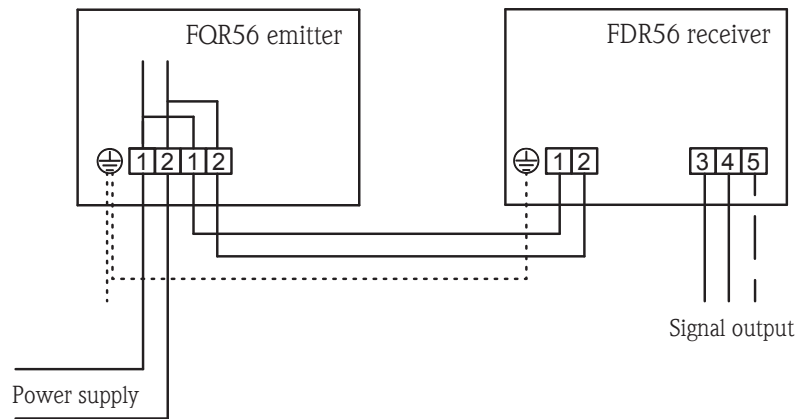 FQR56 emitter
FDR56 receiver
1 2 1 2
1 2
3 4 5
Signal output
Power supply